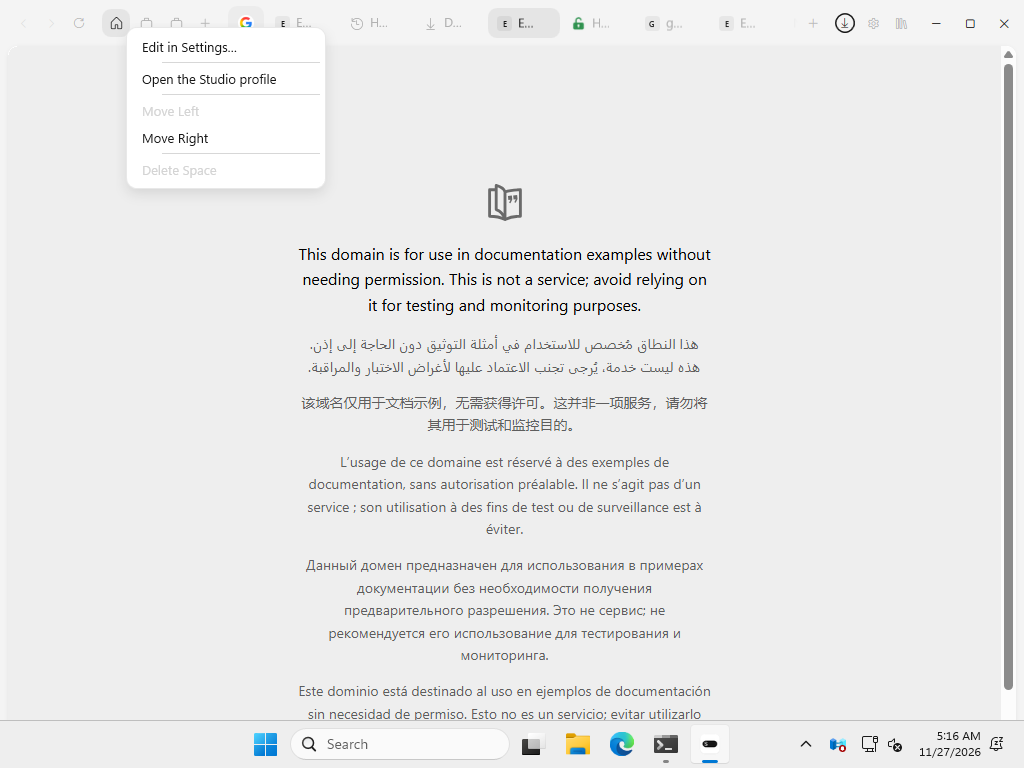 G
E E...
H...
D...
E E...
H...
G g...
E E...
Edit in Settings...
Open the Studio profile
Move Left
Move Right
Delete Space
This domain is for use in documentation examples without
needing permission. This is not a service; avoid relying on
it for testing and monitoring purposes.
هذا النطاق مُخصص للاستخدام في أمثلة التوثيق دون الحاجة إلى إذن.
هذه ليست خدمة، يُرجى تجنب الاعتماد عليها لأغراض الاختبار والمراقبة.
该域名仅用于文档示例，无需获得许可。这并非一项服务，请勿将
其用于测试和监控目的。
L’usage de ce domaine est réservé à des exemples de
documentation, sans autorisation préalable. Il ne s’agit pas d’un
service ; son utilisation à des fins de test ou de surveillance est à
éviter.
Данный домен предназначен для использования в примерах
документации без необходимости получения
предварительного разрешения. Это не сервис; не
рекомендуется его использование для тестирования и
мониторинга.
Este dominio está destinado al uso en ejemplos de documentación
sin necesidad de permiso. Esto no es un servicio; evitar utilizarlo
Search
5:16 AM
11/27/2026